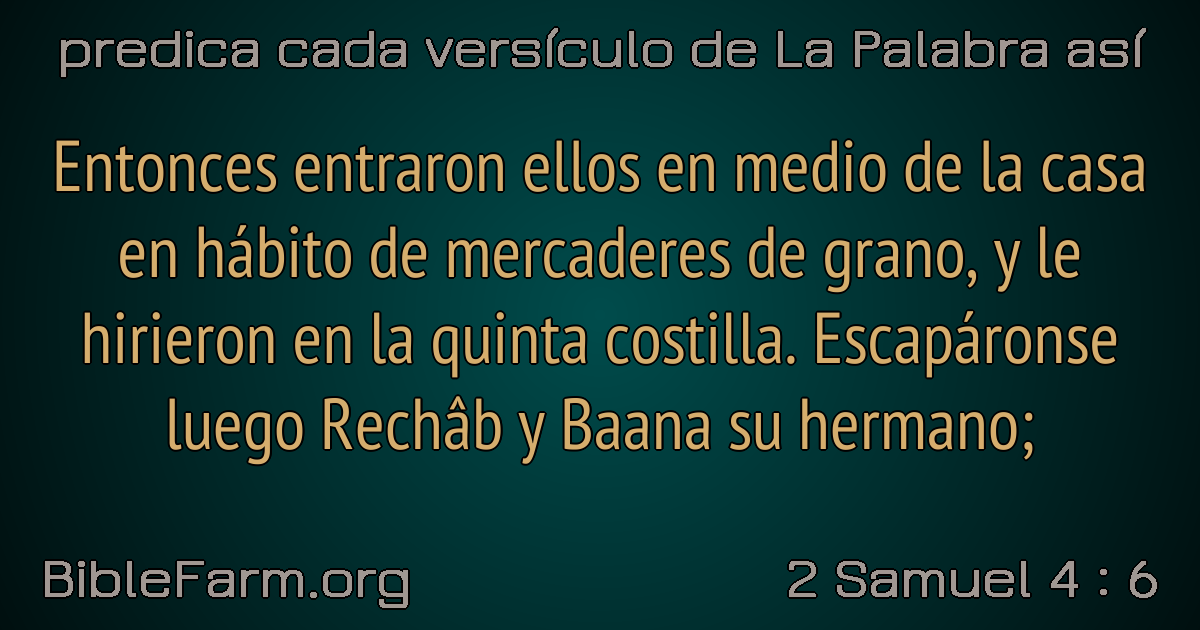 predica cada versículo de La Palabra así
Entonces entraron ellos en medio de la casa
en hábito de mercaderes de grano, y le
hirieron en la quinta costilla. Escapáronse
luego Rechâb y Baana su hermano;
BibleFarm.org
2 Samuel 4 : 6